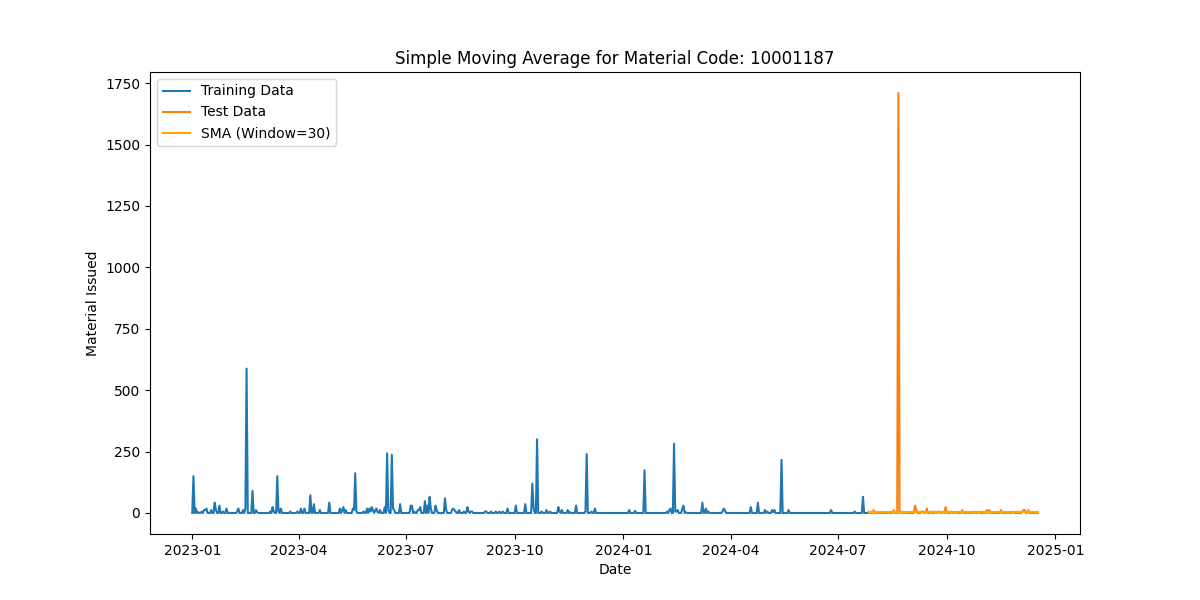 Simple Moving Average for Material Code: 10001187
Training Data
Test Data
SMA (Window=30)
Material Issued
1750
1500
1250
1000
750
500
250
0
2023-01 2023-04 2023-07 2023-10 2024-01 2024-04 2024-07 2024-10 2025-01
Date